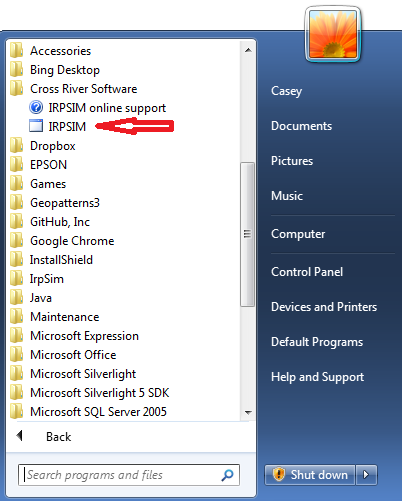 Accessories
Bing Desktop
Cross River Software
IRPSIM online support
IRPSIM
Dropbox
EPSON
Games
Geopatterns3
GitHub, Inc
Google Chrome
InstallShield
IrpSim
Java
Maintenance
Microsoft Expression
Microsoft Office
Microsoft Silverlight
Microsoft Silverlight 5 SDK
Microsoft SQL Server 2005
Back
Search programs and files
Casey
Documents
Pictures
Music
Computer
Control Panel
Devices and Printers
Default Programs
Help and Support
Shut down